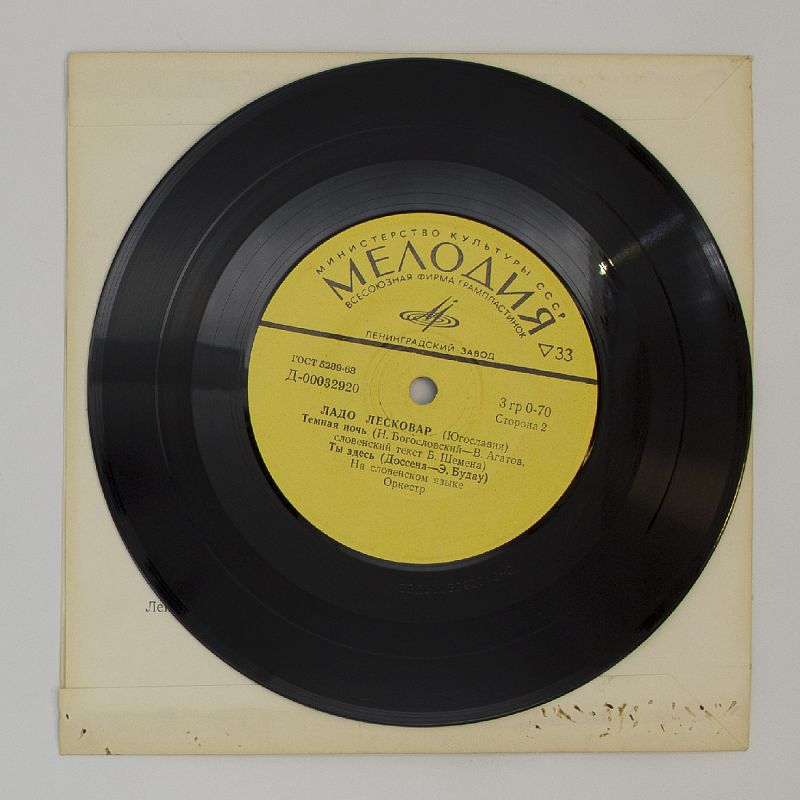 МИНИСТЕРСТВО КУЛЬТУРЫ СССР
МЕЛОДИЯ
ВСЕСОЮЗНАЯ ФИРМА ГРАМПЛАСТИНОК
ЛЕНИНГРАДСКИЙ ЗАВОД
▽33
ГОСТ 5289-68
Д-00032920
3 гр 0-70
Сторона 2
ЛАДО ЛЕСКОВАР (Югославия)
Темная ночь (Н. Богословский—В. Агатов,
словенский текст Б. Шемена)
Ты здесь (Доссена—Э. Будау)
На словенском языке
Оркестр